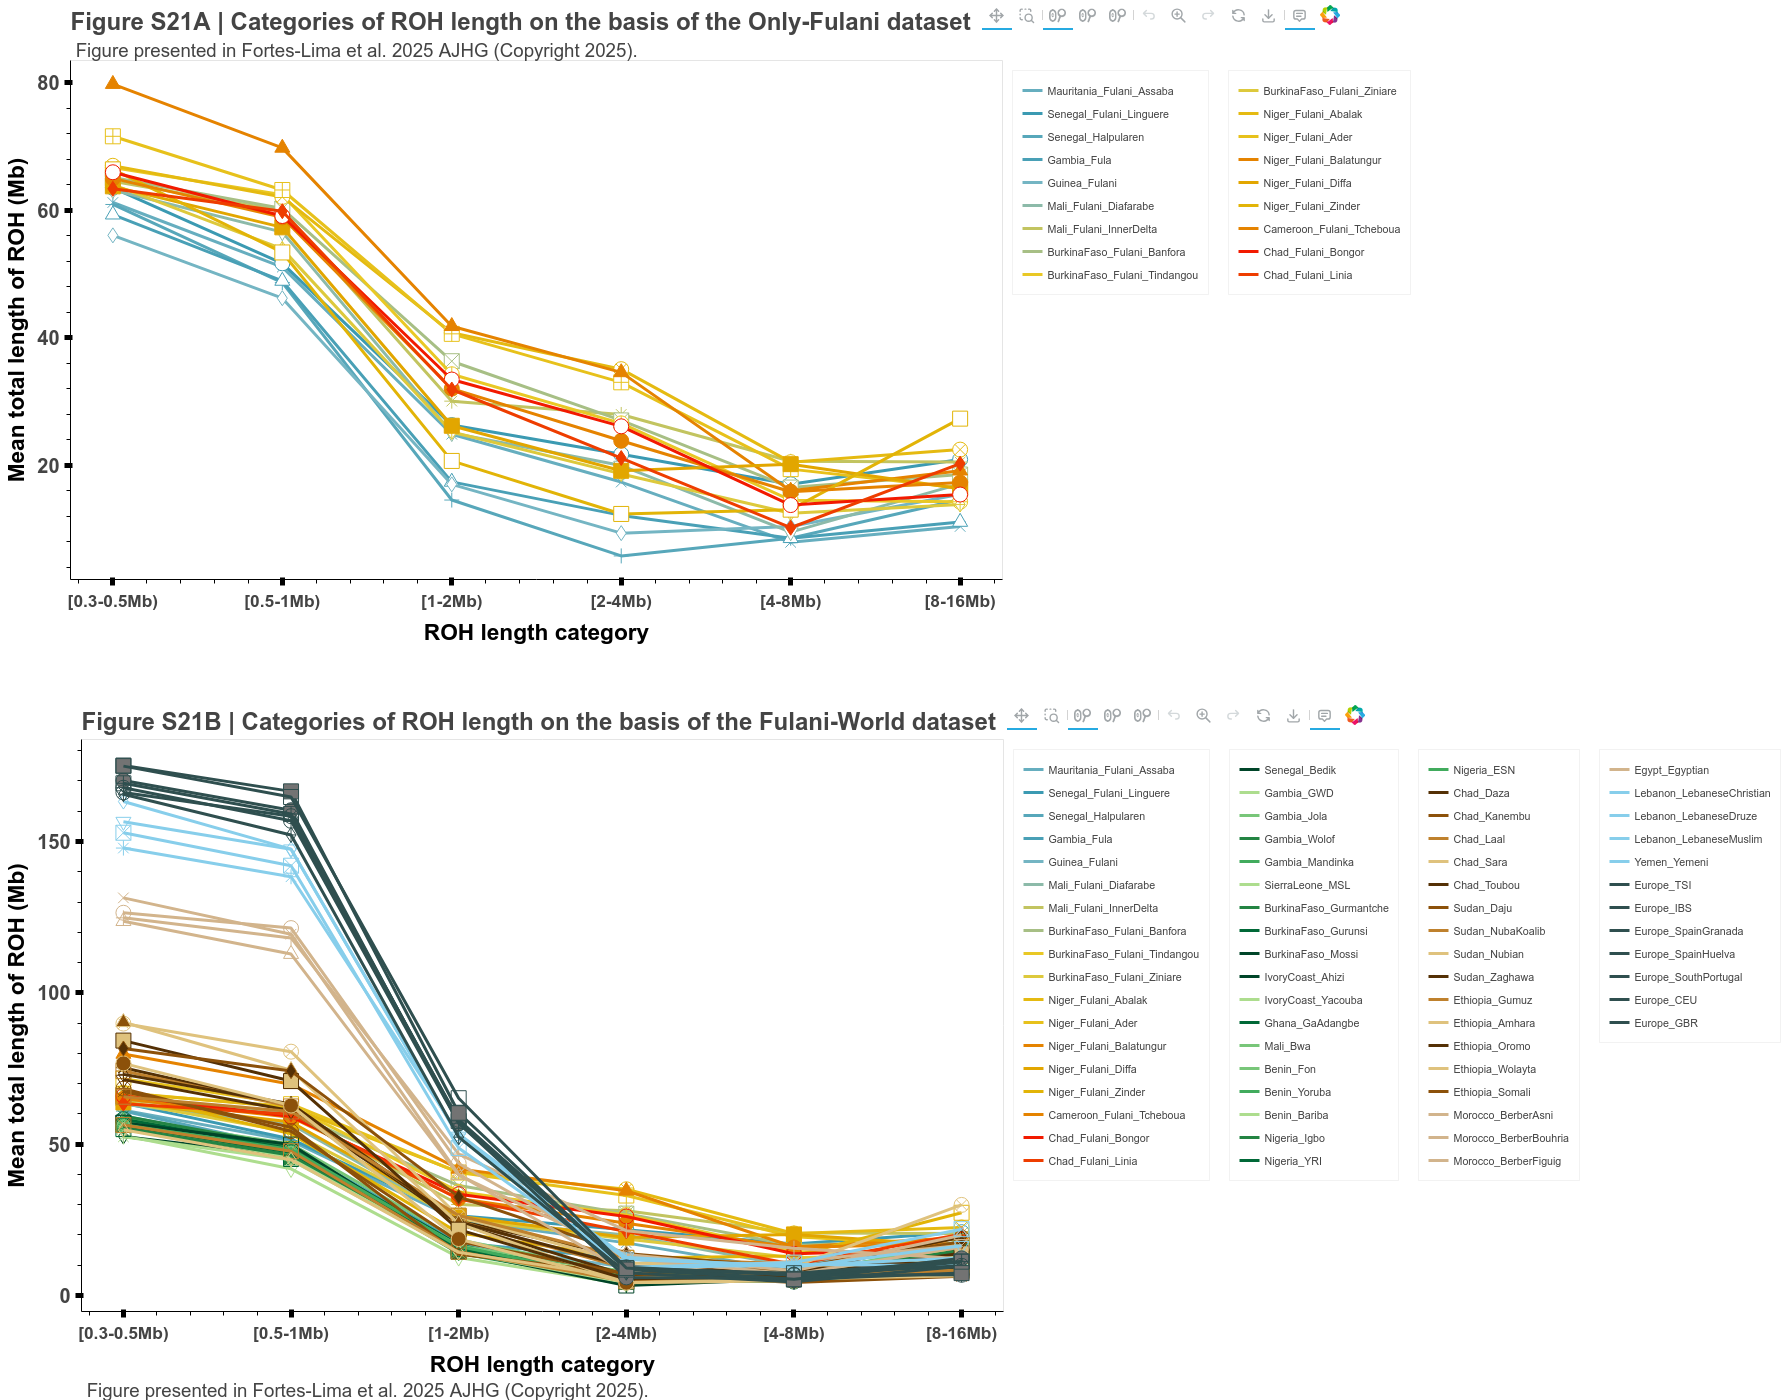 Figure S21A | Categories of ROH length on the basis of the Only-Fulani dataset
Figure presented in Fortes-Lima et al. 2025 AJHG (Copyright 2025).
Mean total length of ROH (Mb)
80
60
40
20
[0.3-0.5Mb)
[0.5-1Mb)
[1-2Mb)
[2-4Mb)
[4-8Mb)
[8-16Mb)
ROH length category
Mauritania_Fulani_Assaba
Senegal_Fulani_Linguere
Senegal_Halpularen
Gambia_Fula
Guinea_Fulani
Mali_Fulani_Diafarabe
Mali_Fulani_InnerDelta
BurkinaFaso_Fulani_Banfora
BurkinaFaso_Fulani_Tindangou
BurkinaFaso_Fulani_Ziniare
Niger_Fulani_Abalak
Niger_Fulani_Ader
Niger_Fulani_Balatungur
Niger_Fulani_Diffa
Niger_Fulani_Zinder
Cameroon_Fulani_Tcheboua
Chad_Fulani_Bongor
Chad_Fulani_Linia
Figure S21B | Categories of ROH length on the basis of the Fulani-World dataset
Mean total length of ROH (Mb)
150
100
50
0
[0.3-0.5Mb)
[0.5-1Mb)
[1-2Mb)
[2-4Mb)
[4-8Mb)
[8-16Mb)
ROH length category
Figure presented in Fortes-Lima et al. 2025 AJHG (Copyright 2025).
Mauritania_Fulani_Assaba
Senegal_Fulani_Linguere
Senegal_Halpularen
Gambia_Fula
Guinea_Fulani
Mali_Fulani_Diafarabe
Mali_Fulani_InnerDelta
BurkinaFaso_Fulani_Banfora
BurkinaFaso_Fulani_Tindangou
BurkinaFaso_Fulani_Ziniare
Niger_Fulani_Abalak
Niger_Fulani_Ader
Niger_Fulani_Balatungur
Niger_Fulani_Diffa
Niger_Fulani_Zinder
Cameroon_Fulani_Tcheboua
Chad_Fulani_Bongor
Chad_Fulani_Linia
Senegal_Bedik
Gambia_GWD
Gambia_Jola
Gambia_Wolof
Gambia_Mandinka
SierraLeone_MSL
BurkinaFaso_Gurmantche
BurkinaFaso_Gurunsi
BurkinaFaso_Mossi
IvoryCoast_Ahizi
IvoryCoast_Yacouba
Ghana_GaAdangbe
Mali_Bwa
Benin_Fon
Benin_Yoruba
Benin_Bariba
Nigeria_Igbo
Nigeria_YRI
Nigeria_ESN
Chad_Daza
Chad_Kanembu
Chad_Laal
Chad_Sara
Chad_Toubou
Sudan_Daju
Sudan_NubaKoalib
Sudan_Nubian
Sudan_Zaghawa
Ethiopia_Gumuz
Ethiopia_Amhara
Ethiopia_Oromo
Ethiopia_Wolayta
Ethiopia_Somali
Morocco_BerberAsni
Morocco_BerberBouhria
Morocco_BerberFiguig
Egypt_Egyptian
Lebanon_LebaneseChristian
Lebanon_LebaneseDruze
Lebanon_LebaneseMuslim
Yemen_Yemeni
Europe_TSI
Europe_IBS
Europe_SpainGranada
Europe_SpainHuelva
Europe_SouthPortugal
Europe_CEU
Europe_GBR